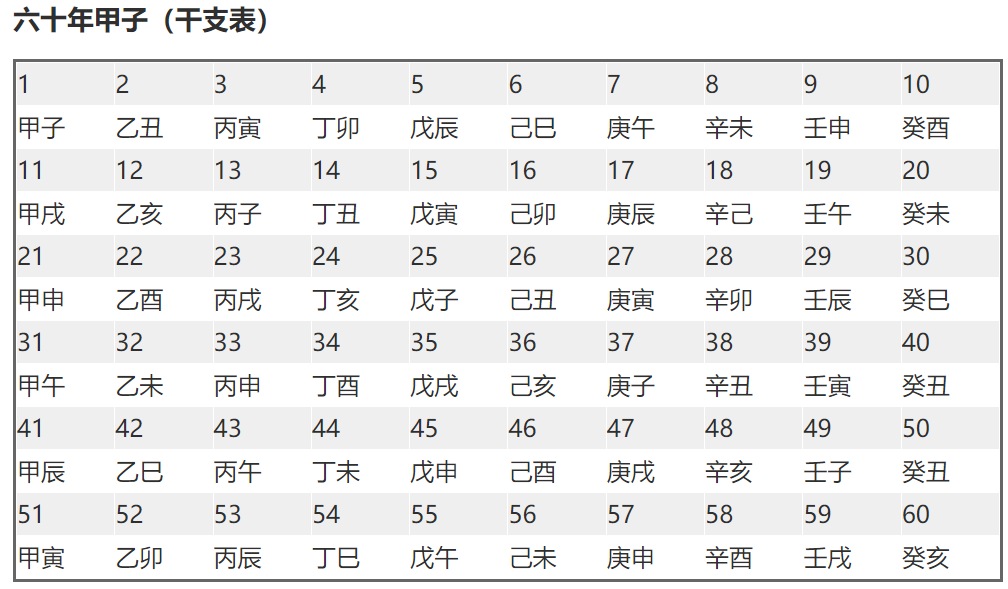 六十年甲子（干支表）
1 2 3 4 5 6 7 8 9 10
甲子 乙丑 丙寅 丁卯 戊辰 己巳 庚午 辛未 壬申 癸酉
11 12 13 14 15 16 17 18 19 20
甲戌 乙亥 丙子 丁丑 戊寅 己卯 庚辰 辛己 壬午 癸未
21 22 23 24 25 26 27 28 29 30
甲申 乙酉 丙戌 丁亥 戊子 己丑 庚寅 辛卯 壬辰 癸巳
31 32 33 34 35 36 37 38 39 40
甲午 乙未 丙申 丁酉 戊戌 己亥 庚子 辛丑 壬寅 癸丑
41 42 43 44 45 46 47 48 49 50
甲辰 乙巳 丙午 丁未 戊申 己酉 庚戌 辛亥 壬子 癸丑
51 52 53 54 55 56 57 58 59 60
甲寅 乙卯 丙辰 丁巳 戊午 己未 庚申 辛酉 壬戌 癸亥